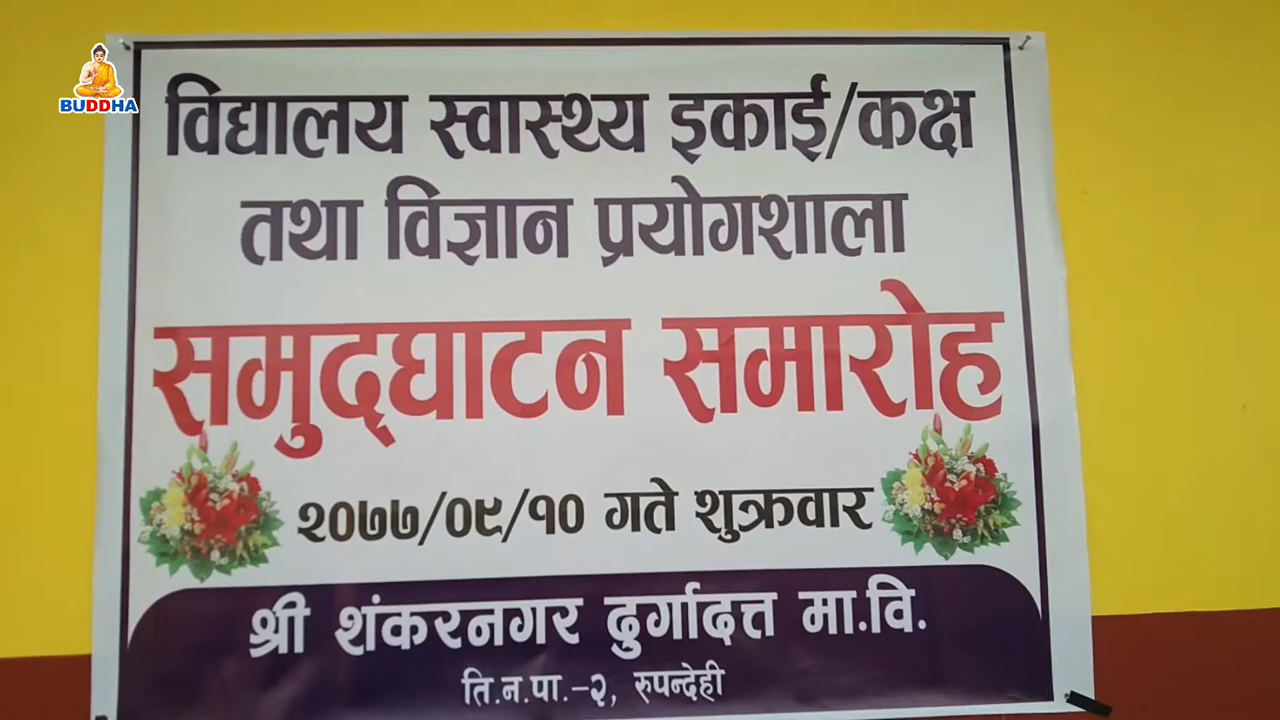 BUDDHA
विद्यालय स्वास्थ्य इकाई/कक्ष
तथा विज्ञान प्रयोगशाला
समुद्‌घाटन समारोह
२०७७/०९/१० गते शुक्रवार
श्री शंकरनगर दुर्गादत्त मा.वि.
ति.न.पा.-२, रुपन्देही